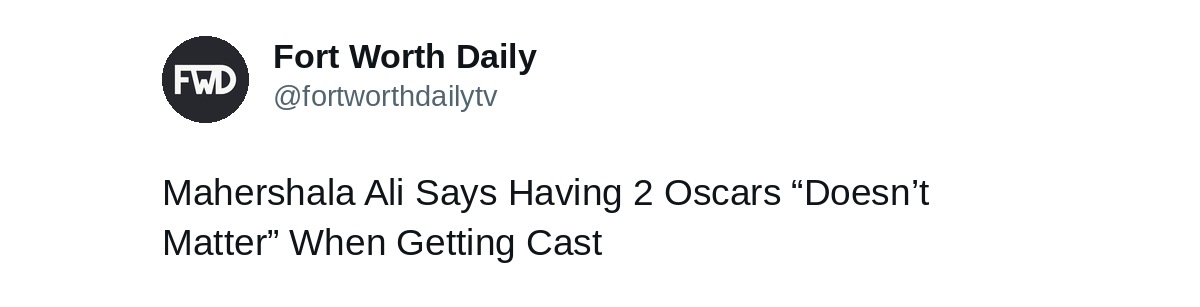 FWD
Fort Worth Daily
@fortworthdailytv
Mahershala Ali Says Having 2 Oscars “Doesn’t
Matter” When Getting Cast